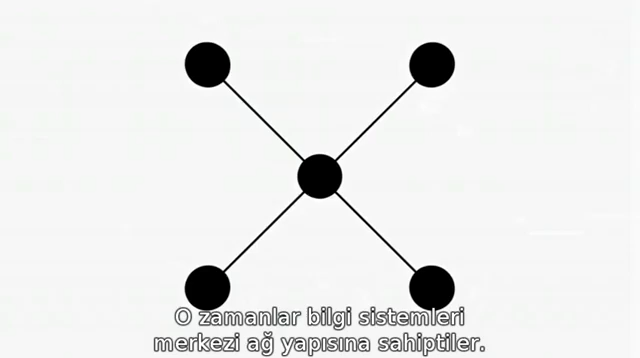 O zamanlar bilgi sistemleri
merkezi ağ yapısına sahiptiler.